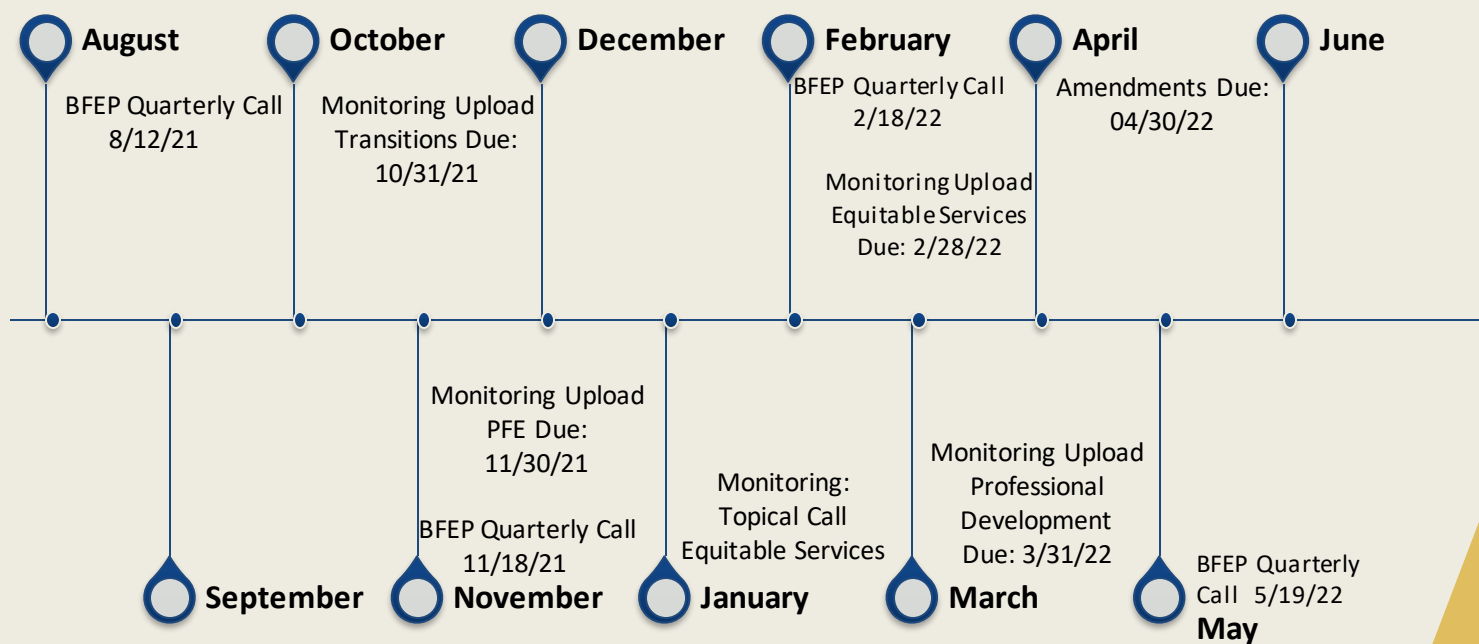 August
BFEP Quarterly Call
8/12/21
October
Monitoring Upload
Transitions Due:
10/31/21
December
February
BFEP Quarterly Call
2/18/22
Monitoring Upload
Equitable Services
Due: 2/28/22
April
Amendments Due:
04/30/22
June
September
Monitoring Upload
PFE Due:
11/30/21
BFEP Quarterly Call
11/18/21
November
Monitoring:
Topical Call
Equitable Services
January
Monitoring Upload
Professional
Development
Due: 3/31/22
March
BFEP Quarterly
Call 5/19/22
May